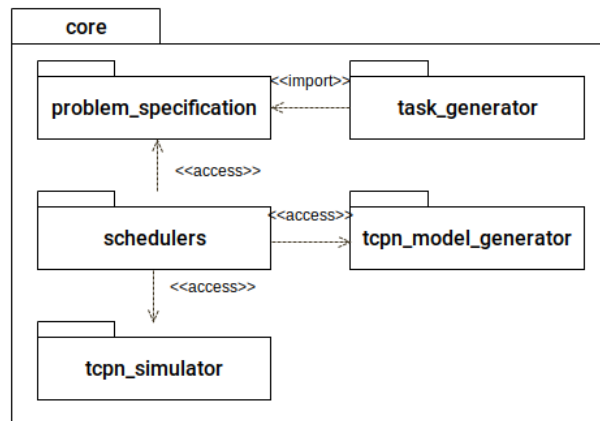 core
<<import>>
problem_specification
task_generator
<<access>>
<<access>>
schedulers
tcpn_model_generator
<<access>>
tcpn_simulator